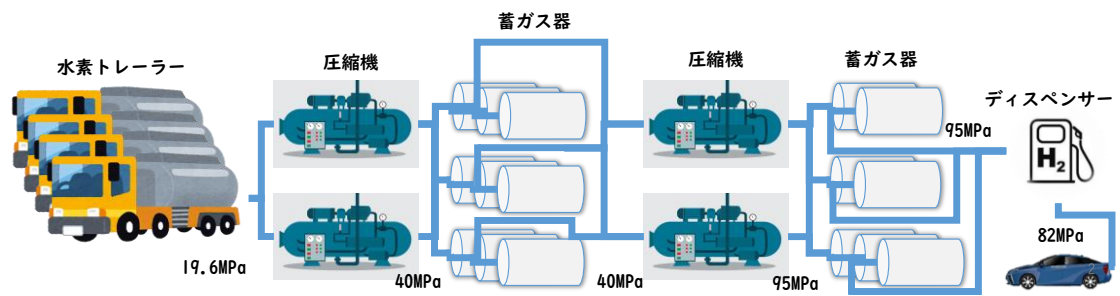 蓄ガス器
水素トレーラー
圧縮機
圧縮機
蓄ガス器
ディスペンサー
95MPa
H2
19.6MPa
40MPa
40MPa
95MPa
82MPa